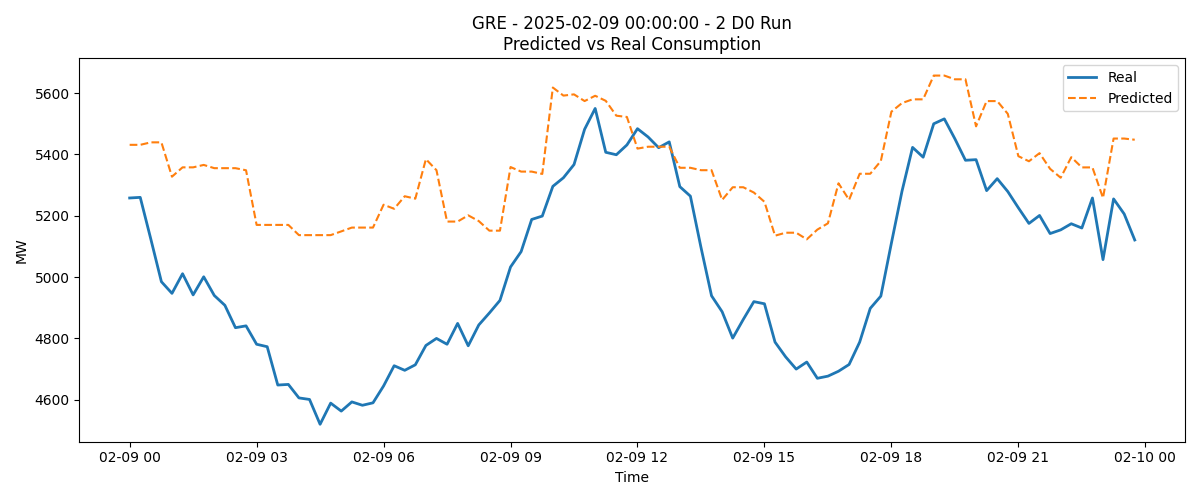 GRE - 2025-02-09 00:00:00 - 2 D0 Run
Predicted vs Real Consumption
Real
Predicted
MW
5600
5400
5200
5000
4800
4600
02-09 00
02-09 03
02-09 06
02-09 09
02-09 12
02-09 15
02-09 18
02-09 21
02-10 00
Time